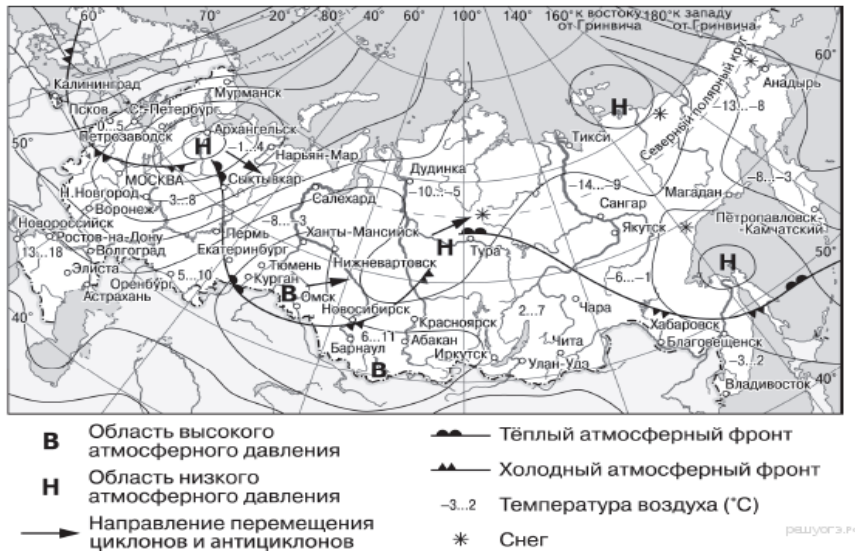 60° 70° 20° 80° 30° 40° 60° 100° 140° 160° к востоку 180° к западу
от Гринвича от Гринвича
60°
Северный полярный круг
Калининград
Мурманск
Анадырь
Псков С.-Петербург
Н
−13...−8
0...5
Петрозаводск
Архангельск
−1...4
Тикси
50°
Н
Нарьян-Мар
Дудинка
−10...−5
−8...−3
МОСКВА
Сыктывкар
−14...−9
Магадан
Н.Новгород
3...8
Салехард
Сангар
Воронеж
−8...−3
Петропавловск-
Камчатский
Новороссийск
Пермь
Ханты-Мансийск
Н
Якутск
13...18
Ростов-на-Дону
Екатеринбург
Тура
50°
Волгоград
Нижневартовск
Н
Элиста
5...10
Тюмень
−6...−1
Оренбург
Курган
В
Омск
2...7
Чара
Астрахань
Новосибирск
Хабаровск
40°
6...11
Красноярск
Чита
Благовещенск
Барнаул
Абакан
Иркутск
Улан-Удэ
−3...2
В
Владивосток
40°
В Область высокого
атмосферного давления
Н Область низкого
атмосферного давления
Направление перемещения
циклонов и антициклонов
Тёплый атмосферный фронт
Холодный атмосферный фронт
−3...2 Температура воздуха (°С)
Снег
решуогэ.рф